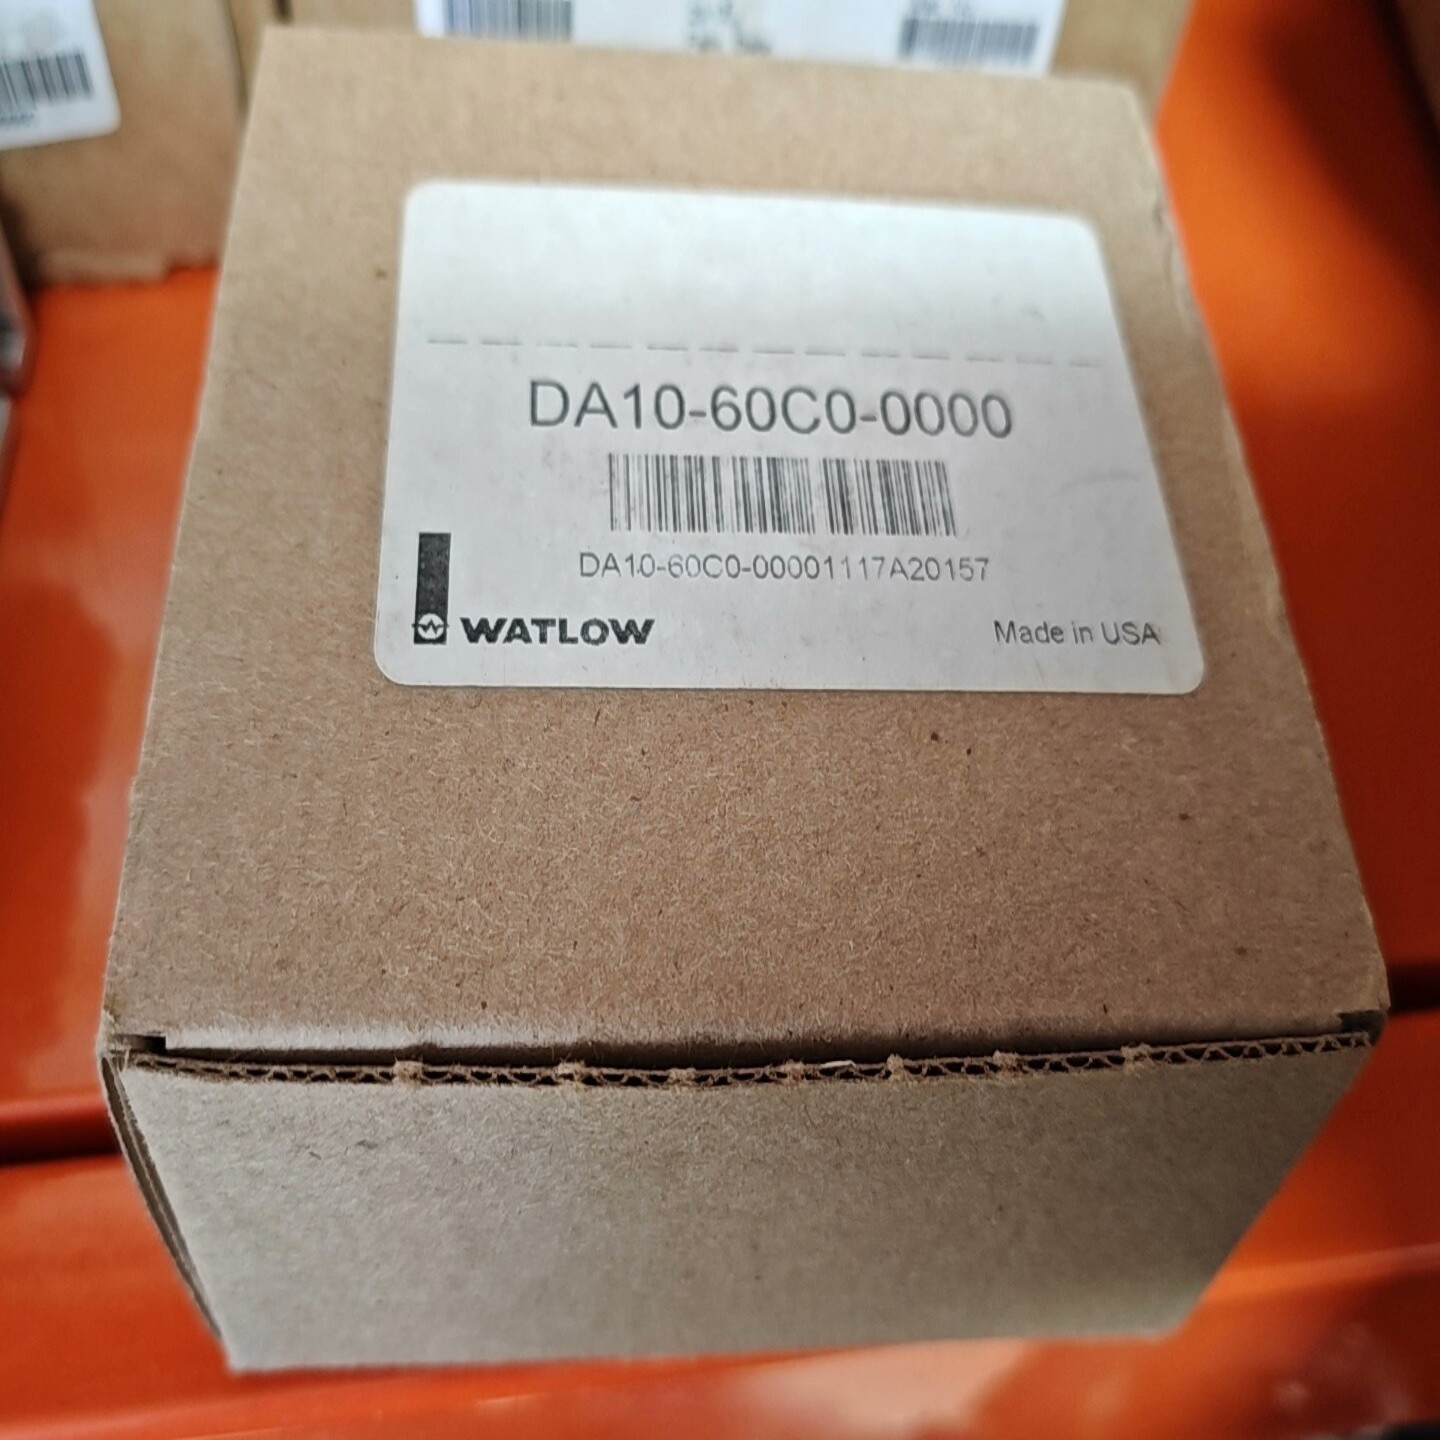 DA10-60C0-0000
DA10-60C0-00001117A20157
WATLOW
Made in USA